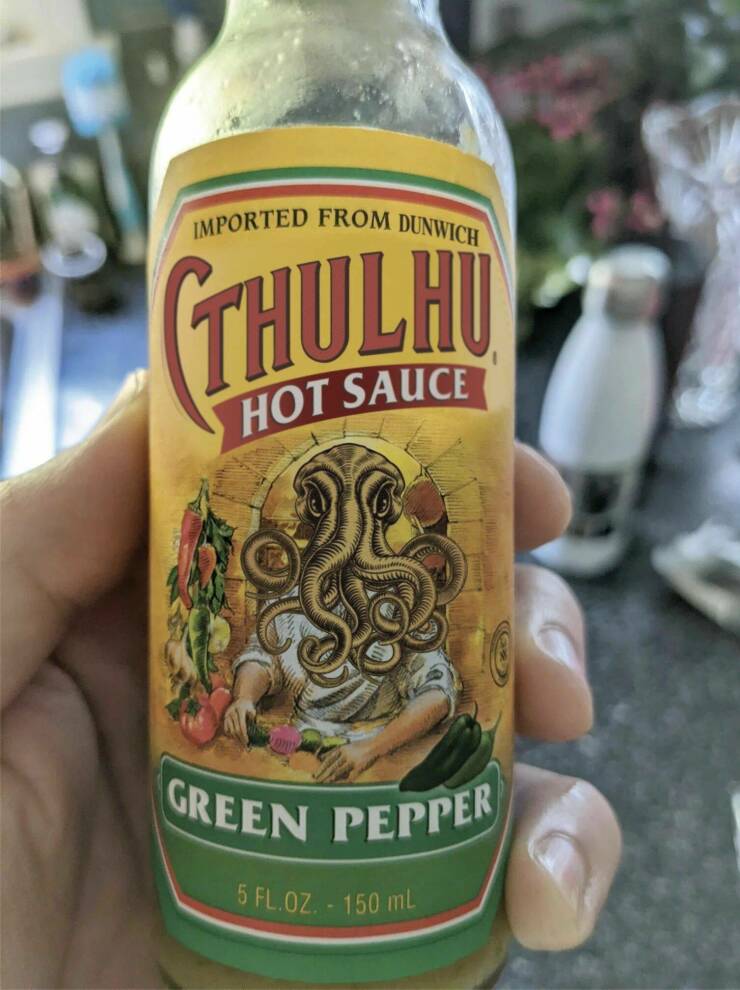 IMPORTED FROM DUNWICH
CTHULHU
HOT SAUCE
GREEN PEPPER
5 FL.OZ. - 150 mL